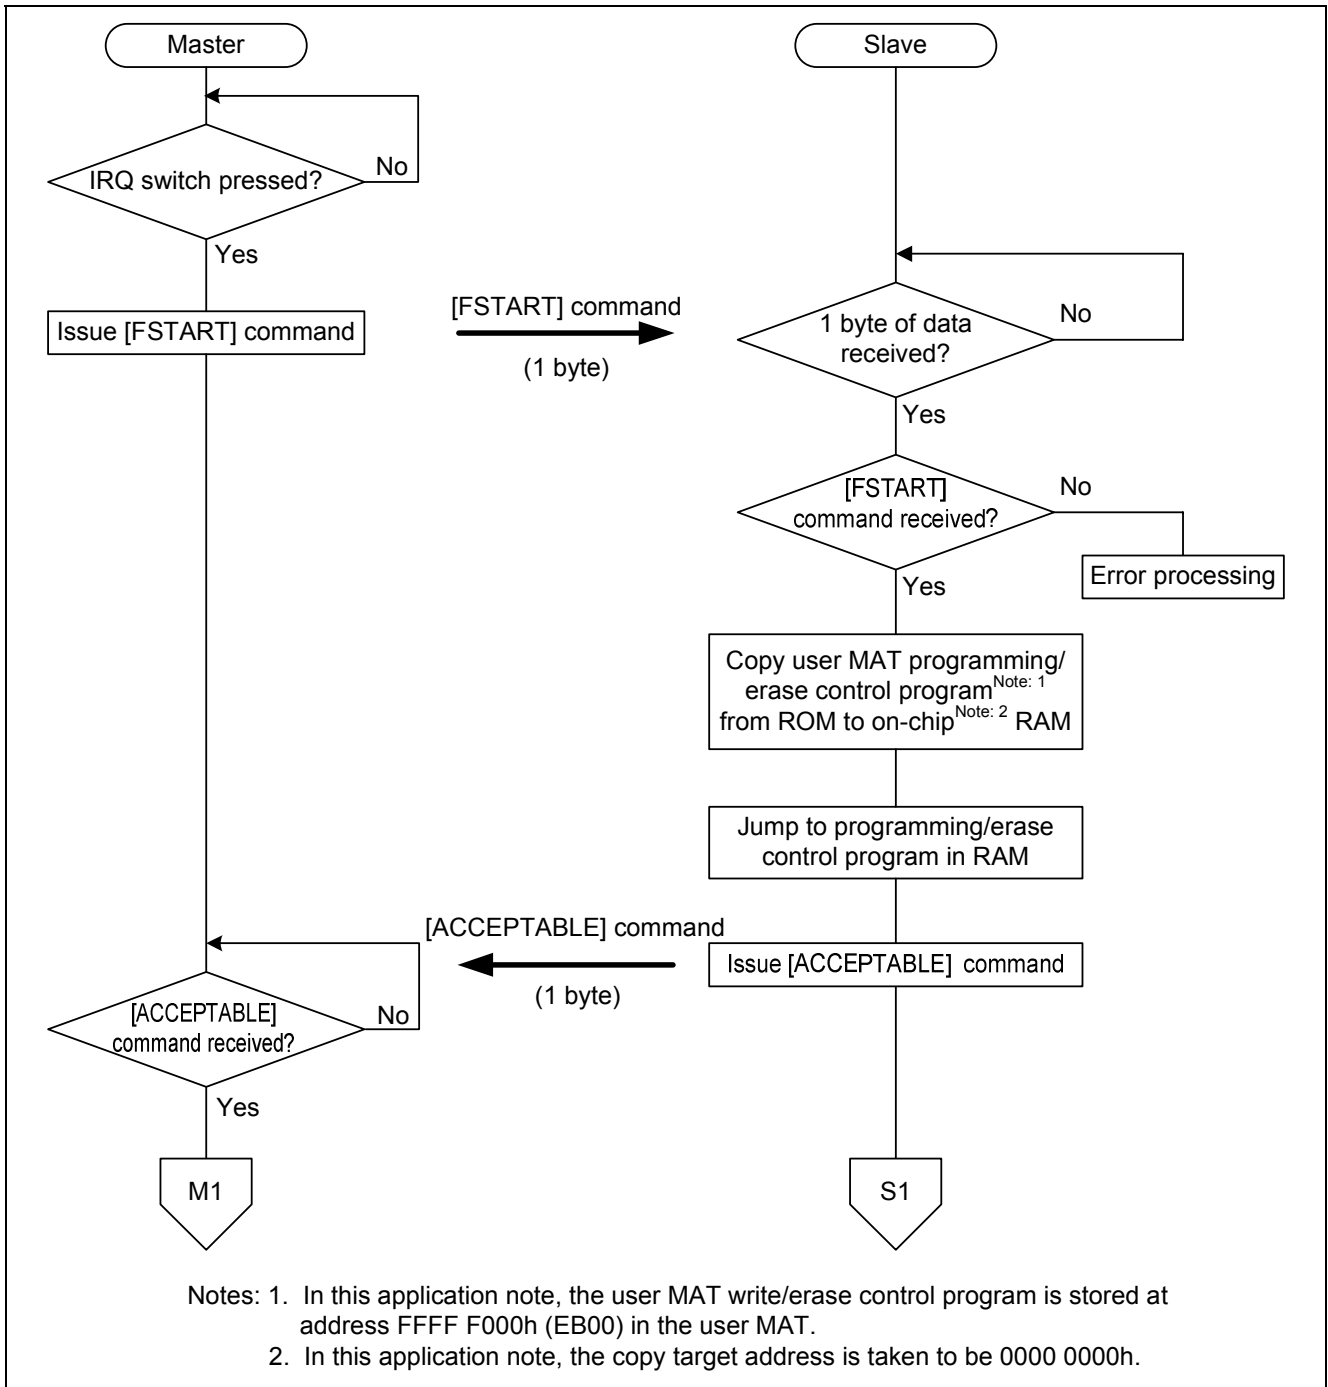 Master
Slave
IRQ switch pressed?
No
Yes
Issue [FSTART] command
[FSTART] command
(1 byte)
1 byte of data
received?
No
Yes
[FSTART]
command received?
No
Error processing
Yes
Copy user MAT programming/
erase control program Note: 1
from ROM to on-chip Note: 2 RAM
Jump to programming/erase
control program in RAM
[ACCEPTABLE] command
(1 byte)
Issue [ACCEPTABLE] command
[ACCEPTABLE]
command received?
No
Yes
M1
S1
Notes: 1. In this application note, the user MAT write/erase control program is stored at
address FFFF F000h (EB00) in the user MAT.
2. In this application note, the copy target address is taken to be 0000 0000h.